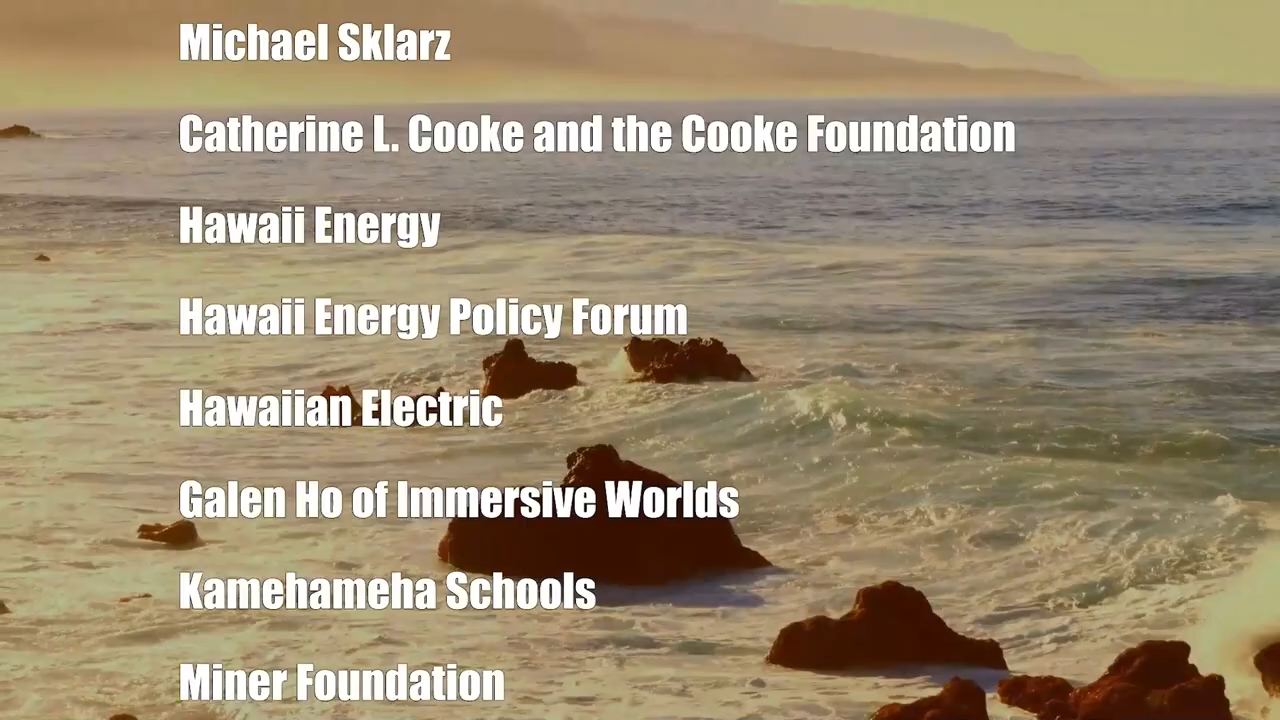 Michael Sklarz
Catherine L. Cooke and the Cooke Foundation
Hawaii Energy
Hawaii Energy Policy Forum
Hawaiian Electric
Galen Ho of Immersive Worlds
Kamehameha Schools
Miner Foundation